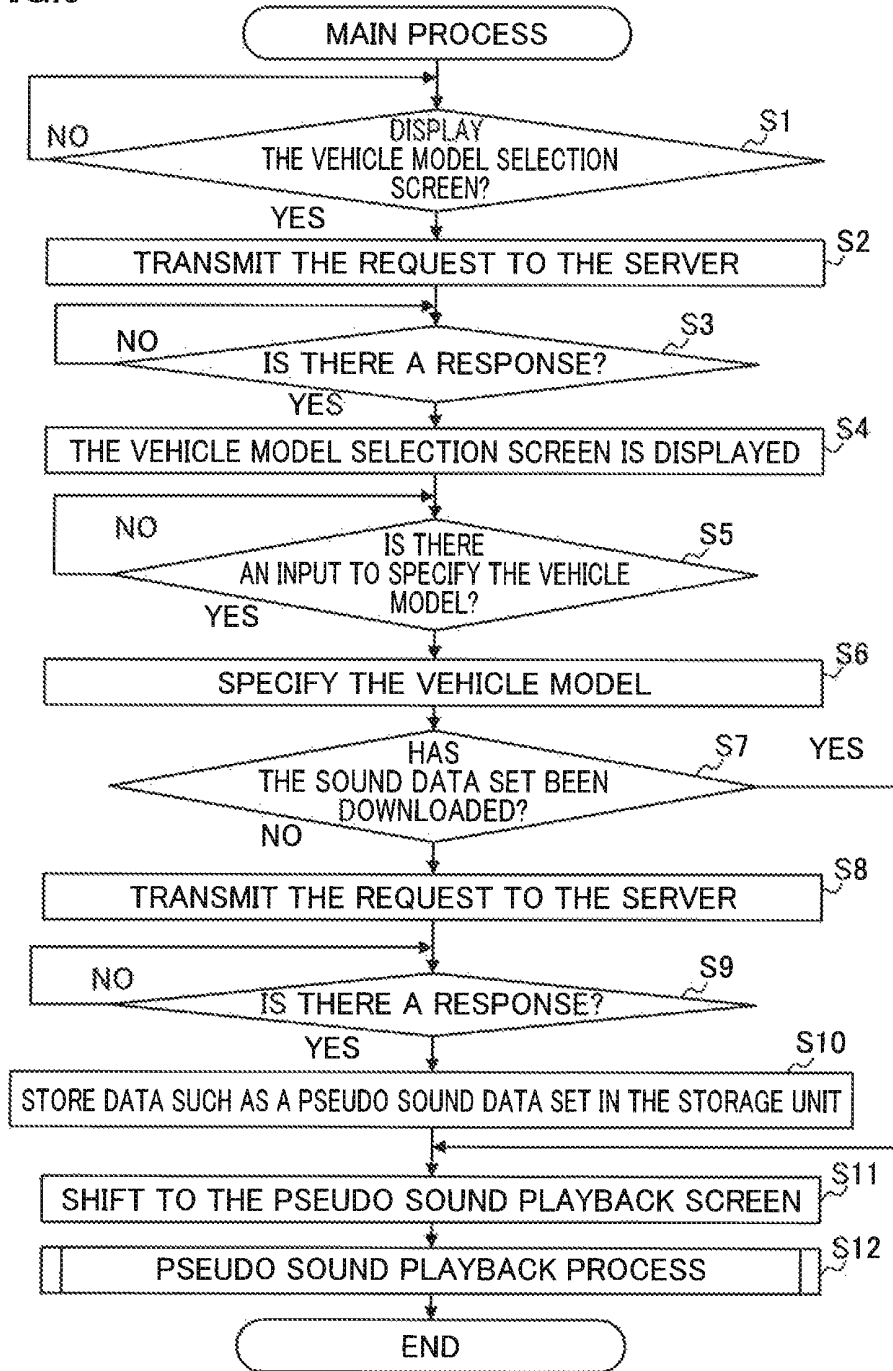 MAIN PROCESS
DISPLAY
THE VEHICLE MODEL SELECTION
SCREEN?
S1
NO
YES
TRANSMIT THE REQUEST TO THE SERVER
S2
IS THERE A RESPONSE?
S3
NO
YES
THE VEHICLE MODEL SELECTION SCREEN IS DISPLAYED
S4
IS THERE
AN INPUT TO SPECIFY THE VEHICLE
MODEL?
S5
NO
YES
SPECIFY THE VEHICLE MODEL
S6
HAS
THE SOUND DATA SET BEEN
DOWNLOADED?
S7
YES
NO
TRANSMIT THE REQUEST TO THE SERVER
S8
IS THERE A RESPONSE?
S9
NO
YES
STORE DATA SUCH AS A PSEUDO SOUND DATA SET IN THE STORAGE UNIT
S10
SHIFT TO THE PSEUDO SOUND PLAYBACK SCREEN
S11
PSEUDO SOUND PLAYBACK PROCESS
S12
END